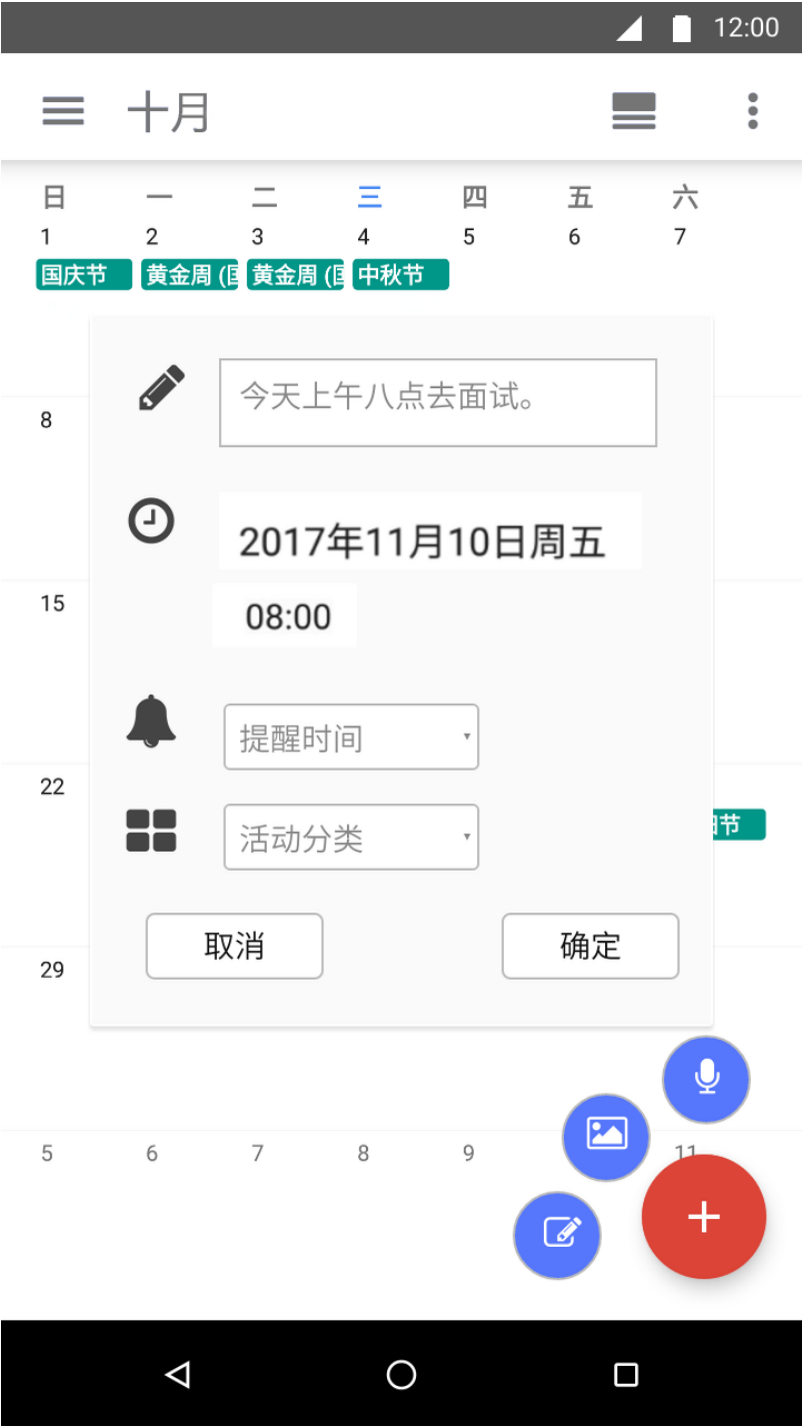 12:00
十月
日 一 二 三 四 五 六
1 2 3 4 5 6 7
国庆节 黄金周 (国 黄金周 (国 中秋节
今天上午八点去面试。
8
2017年11月10日周五
15
08:00
提醒时间
22
节
活动分类
取消 确定
29
5 6 7 8 9 11